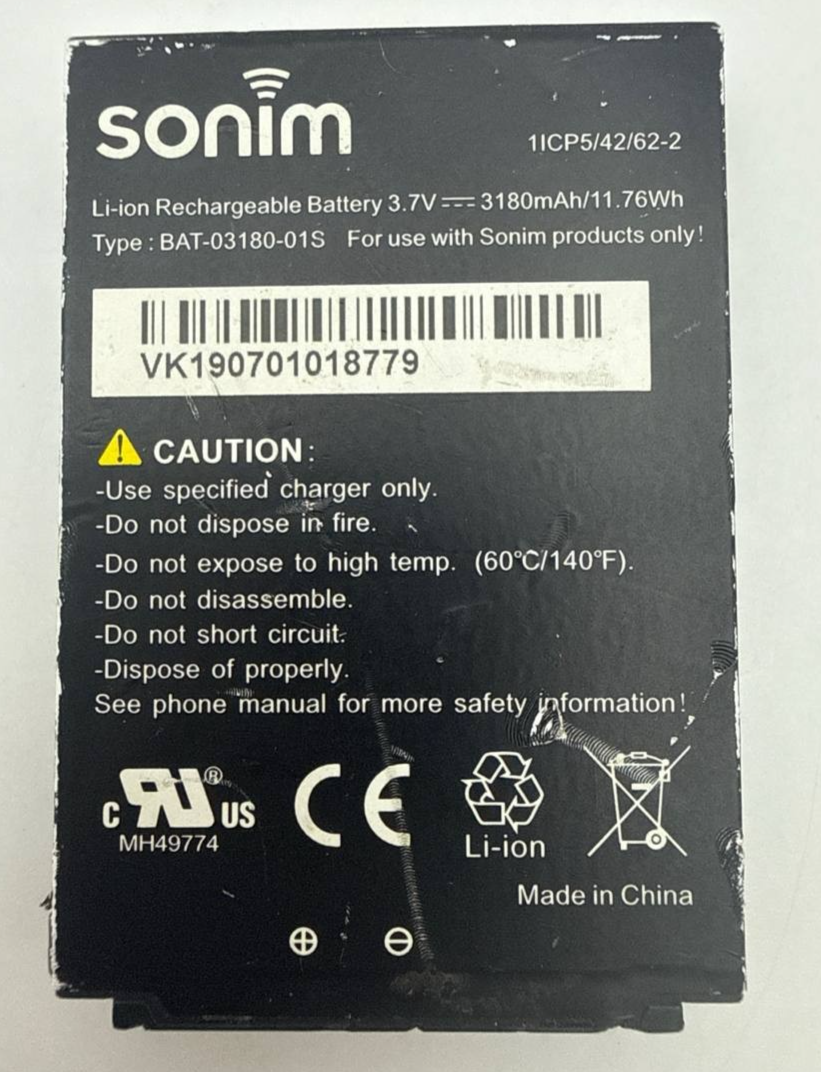 sonim
1ICP5/42/62-2
Li-ion Rechargeable Battery 3.7V⎓3180mAh/11.76Wh
Type : BAT-03180-01S For use with Sonim products only!
VK190701018779
CAUTION:
-Use specified charger only.
-Do not dispose in fire.
-Do not expose to high temp. (60°C/140°F).
-Do not disassemble.
-Do not short circuit.
-Dispose of properly.
See phone manual for more safety information!
c RU® US
MH49774
CE
Li-ion
Made in China
⊕ ⊖